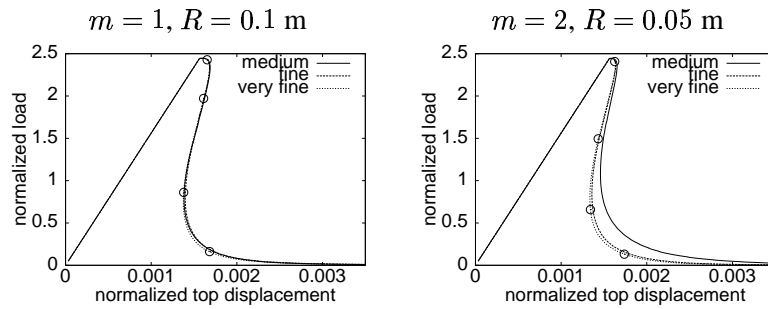 m = 1, R = 0.1 m
2.5
2
1.5
1
0.5
0
normalized load
medium
fine
very fine
0
0.001
0.002
0.003
normalized top displacement
m = 2, R = 0.05 m
2.5
2
1.5
1
0.5
0
normalized load
medium
fine
very fine
0
0.001
0.002
0.003
normalized top displacement